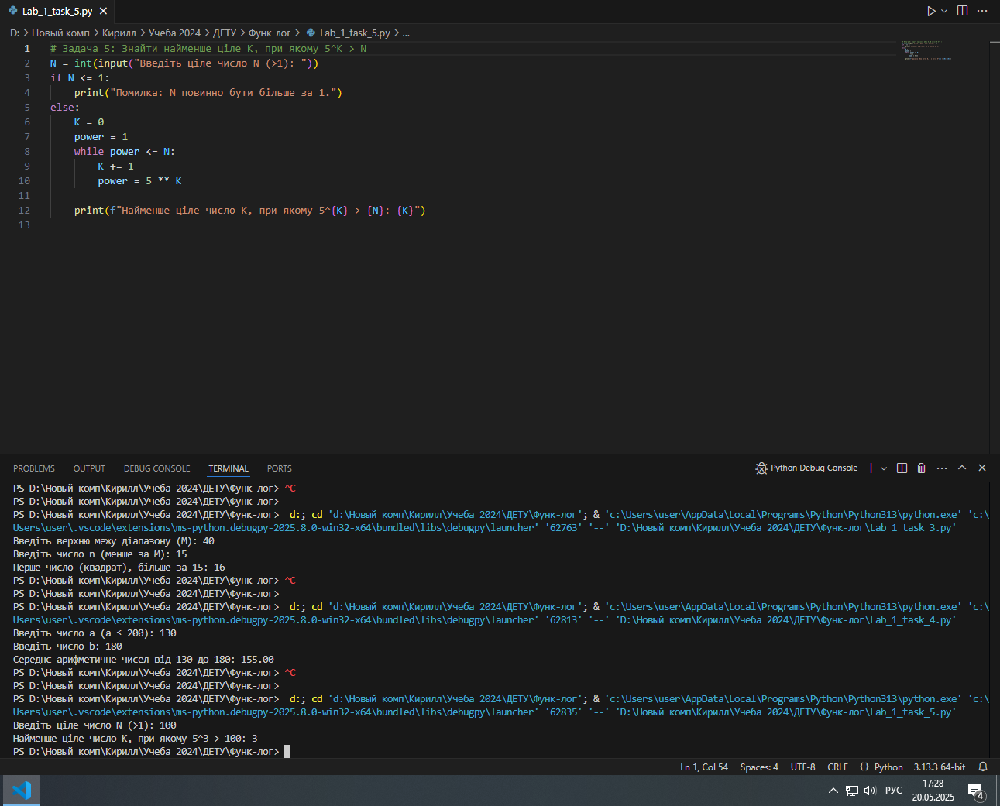 Lab_1_task_5.py
D: > Новый комп > Кирилл > Учеба 2024 > ДЕТУ > Функ-лог > Lab_1_task_5.py > ...
1 # Задача 5: Знайти найменше ціле K, при якому 5^K > N
2 N = int(input("Введіть ціле число N (>1): "))
3 if N <= 1:
4 print("Помилка: N повинно бути більше за 1.")
5 else:
6 K = 0
7 power = 1
8 while power <= N:
9 K += 1
10 power = 5 ** K
11
12 print(f"Найменше ціле число K, при якому 5^{K} > {N}: {K}")
13
PROBLEMS OUTPUT DEBUG CONSOLE TERMINAL PORTS Python Debug Console
PS D:\Новый комп\Кирилл\Учеба 2024\ДЕТУ\Функ-лог> ^C
PS D:\Новый комп\Кирилл\Учеба 2024\ДЕТУ\Функ-лог>
PS D:\Новый комп\Кирилл\Учеба 2024\ДЕТУ\Функ-лог> d:; cd 'd:\Новый комп\Кирилл\Учеба 2024\ДЕТУ\Функ-лог'; & 'c:\Users\user\AppData\Local\Programs\Python\Python313\python.exe' 'c:\
Users\user\.vscode\extensions\ms-python.debugpy-2025.8.0-win32-x64\bundled\libs\debugpy\launcher' '62763' '--' 'D:\Новый комп\Кирилл\Учеба 2024\ДЕТУ\Функ-лог\Lab_1_task_3.py'
Введіть верхню межу діапазону (M): 40
Введіть число n (менше за M): 15
Перше число (квадрат), більше за 15: 16
PS D:\Новый комп\Кирилл\Учеба 2024\ДЕТУ\Функ-лог> ^C
PS D:\Новый комп\Кирилл\Учеба 2024\ДЕТУ\Функ-лог>
PS D:\Новый комп\Кирилл\Учеба 2024\ДЕТУ\Функ-лог> d:; cd 'd:\Новый комп\Кирилл\Учеба 2024\ДЕТУ\Функ-лог'; & 'c:\Users\user\AppData\Local\Programs\Python\Python313\python.exe' 'c:\
Users\user\.vscode\extensions\ms-python.debugpy-2025.8.0-win32-x64\bundled\libs\debugpy\launcher' '62813' '--' 'D:\Новый комп\Кирилл\Учеба 2024\ДЕТУ\Функ-лог\Lab_1_task_4.py'
Введіть число a (a ≤ 200): 130
Введіть число b: 180
Середнє арифметичне чисел від 130 до 180: 155.00
PS D:\Новый комп\Кирилл\Учеба 2024\ДЕТУ\Функ-лог> ^C
PS D:\Новый комп\Кирилл\Учеба 2024\ДЕТУ\Функ-лог>
PS D:\Новый комп\Кирилл\Учеба 2024\ДЕТУ\Функ-лог> d:; cd 'd:\Новый комп\Кирилл\Учеба 2024\ДЕТУ\Функ-лог'; & 'c:\Users\user\AppData\Local\Programs\Python\Python313\python.exe' 'c:\
Users\user\.vscode\extensions\ms-python.debugpy-2025.8.0-win32-x64\bundled\libs\debugpy\launcher' '62835' '--' 'D:\Новый комп\Кирилл\Учеба 2024\ДЕТУ\Функ-лог\Lab_1_task_5.py'
Введіть ціле число N (>1): 100
Найменше ціле число K, при якому 5^3 > 100: 3
PS D:\Новый комп\Кирилл\Учеба 2024\ДЕТУ\Функ-лог>
Ln 1, Col 54 Spaces: 4 UTF-8 CRLF {} Python 3.13.3 64-bit
РУС 17:28
20.05.2025 4